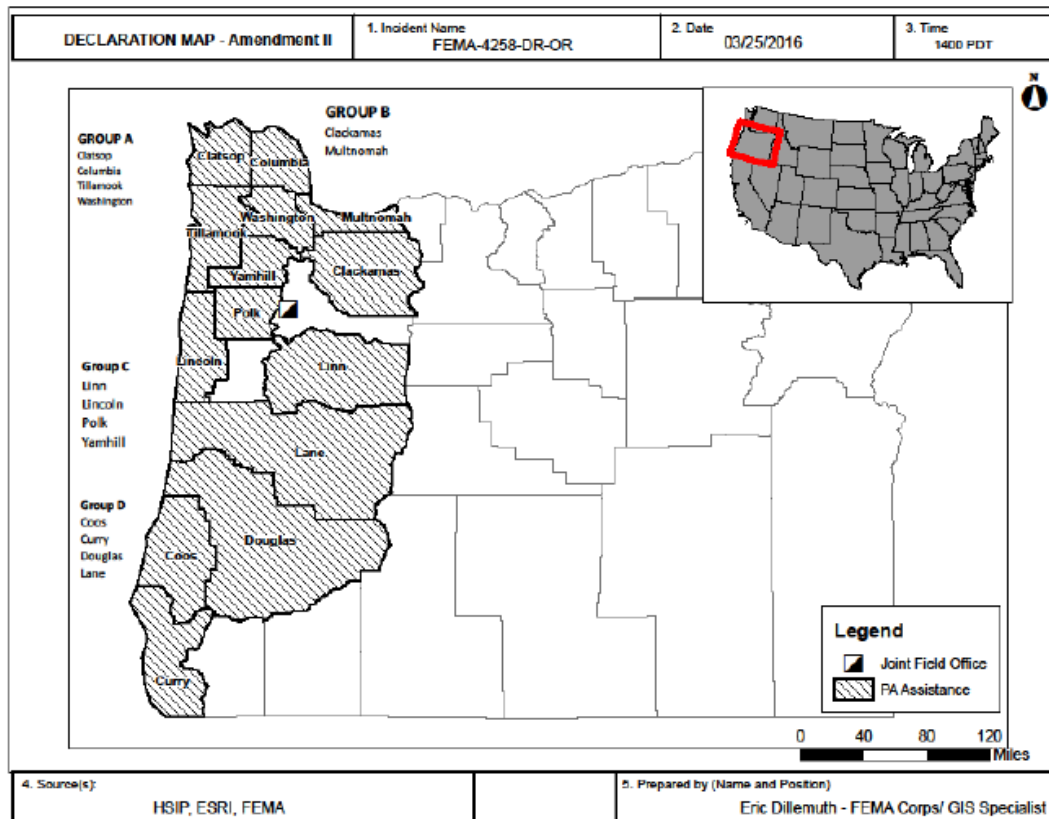 DECLARATION MAP - Amendment II
1. Incident Name
FEMA-4258-DR-OR
2. Date
03/25/2016
3. Time
1400 PDT
N
GROUP A
Clatsop
Columbia
Tillamook
Washington
GROUP B
Clackamas
Multnomah
Clatsop
Columbia
Washington
Multnomah
Tillamook
Yamhill
Clackamas
Polk
Lincoln
Linn
Group C
Linn
Lincoln
Polk
Yamhill
Lane
Group D
Coos
Curry
Douglas
Lane
Douglas
Coos
Curry
Legend
Joint Field Office
PA Assistance
0 40 80 120
Miles
4. Source(s):
HSIP, ESRI, FEMA
5. Prepared by (Name and Position)
Eric Dillemuth - FEMA Corps/ GIS Specialist